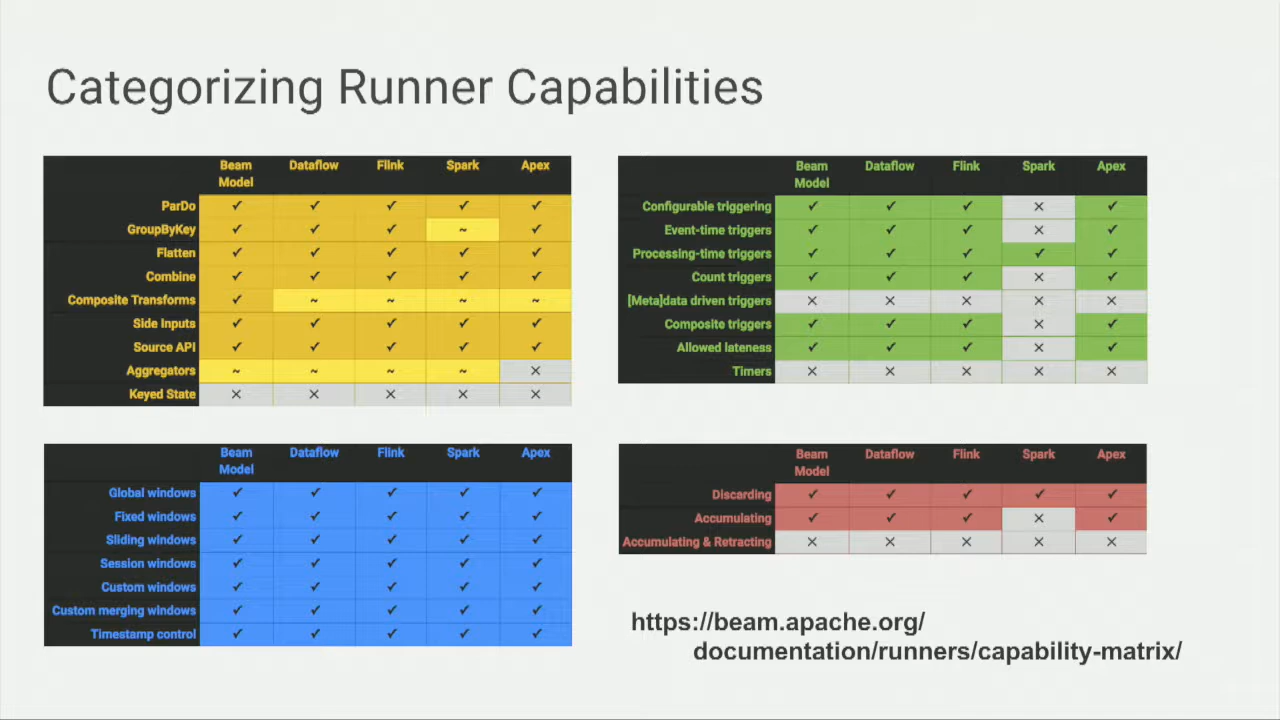 Categorizing Runner Capabilities
Beam Model Dataflow Flink Spark Apex
ParDo ✓ ✓ ✓ ✓ ✓
GroupByKey ✓ ✓ ✓ ~ ✓
Flatten ✓ ✓ ✓ ✓ ✓
Combine ✓ ✓ ✓ ✓ ✓
Composite Transforms ✓ ~ ~ ~ ~
Side Inputs ✓ ✓ ✓ ✓ ✓
Source API ✓ ✓ ✓ ✓ ✓
Aggregators ~ ~ ~ ~ ✕
Keyed State ✕ ✕ ✕ ✕ ✕
Beam Model Dataflow Flink Spark Apex
Configurable triggering ✓ ✓ ✓ ✕ ✓
Event-time triggers ✓ ✓ ✓ ✕ ✓
Processing-time triggers ✓ ✓ ✓ ✓ ✓
Count triggers ✓ ✓ ✓ ✕ ✓
[Meta]data driven triggers ✕ ✕ ✕ ✕ ✕
Composite triggers ✓ ✓ ✓ ✕ ✓
Allowed lateness ✓ ✓ ✓ ✕ ✓
Timers ✕ ✕ ✕ ✕ ✕
Beam Model Dataflow Flink Spark Apex
Global windows ✓ ✓ ✓ ✓ ✓
Fixed windows ✓ ✓ ✓ ✓ ✓
Sliding windows ✓ ✓ ✓ ✓ ✓
Session windows ✓ ✓ ✓ ✓ ✓
Custom windows ✓ ✓ ✓ ✓ ✓
Custom merging windows ✓ ✓ ✓ ✓ ✓
Timestamp control ✓ ✓ ✓ ✓ ✓
Beam Model Dataflow Flink Spark Apex
Discarding ✓ ✓ ✓ ✓ ✓
Accumulating ✓ ✓ ✓ ✕ ✓
Accumulating & Retracting ✕ ✕ ✕ ✕ ✕
https://beam.apache.org/
documentation/runners/capability-matrix/